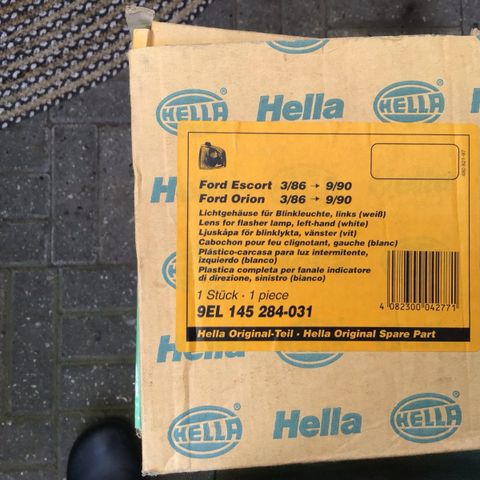 HELLA
Hella
HELLA
480 921-87
Ford Escort 3/86 → 9/90
Ford Orion 3/86 → 9/90
Lichtgehäuse für Blinkleuchte, links (weiß)
Lens for flasher lamp, left-hand (white)
Ljuskåpa för blinklykta, vänster (vit)
Cabochon pour feu clignotant, gauche (blanc)
Plástico-carcasa para luz intermitente,
izquierdo (blanco)
Plastica completa per fanale indicatore
di direzione, sinistro (bianco)
1 Stück · 1 piece
9EL 145 284-031
4 082300 042771
Hella Original-Teil · Hella Original Spare Part
Hella
HELLA
Hella
HELLA